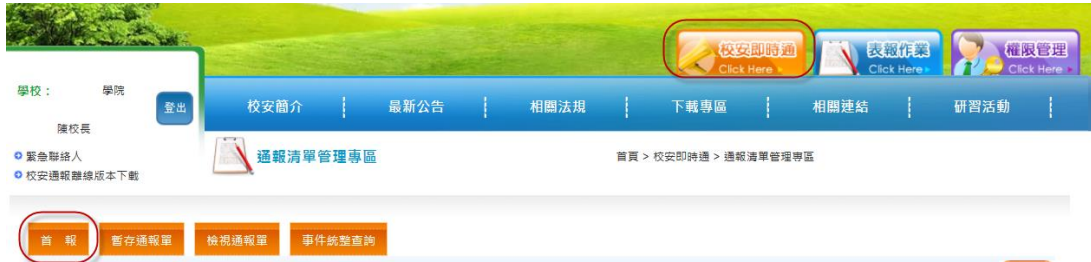 校安即時通
Click Here
表報作業
Click Here
權限管理
Click Here
學校： 學院
登出
陳校長
校安簡介
最新公告
相關法規
下載專區
相關連結
研習活動
緊急聯絡人
校安通報離線版本下載
通報清單管理專區
首頁 > 校安即時通 > 通報清單管理專區
首 報
暫存通報單
檢視通報單
事件統整查詢